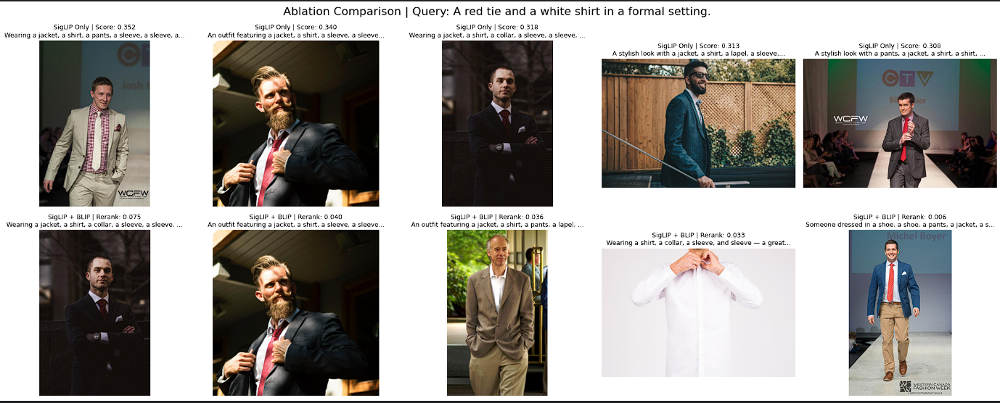 Ablation Comparison | Query: A red tie and a white shirt in a formal setting.
SigLIP Only | Score: 0.352
Wearing a jacket, a shirt, a pants, a sleeve, a sleeve, a...
SigLIP Only | Score: 0.340
An outfit featuring a jacket, a shirt, a sleeve, a sleeve...
SigLIP Only | Score: 0.318
Wearing a jacket, a shirt, a collar, a sleeve, a sleeve, ...
SigLIP Only | Score: 0.313
A stylish look with a jacket, a shirt, a lapel, a sleeve,...
SigLIP Only | Score: 0.308
A stylish look with a pants, a jacket, a shirt, a shirt, ...
CT
Josh
WCFW
CTV
WCFW
SigLIP + BLIP | Rerank: 0.075
Wearing a jacket, a shirt, a collar, a sleeve, a sleeve, ...
SigLIP + BLIP | Rerank: 0.040
An outfit featuring a jacket, a shirt, a sleeve, a sleeve...
SigLIP + BLIP | Rerank: 0.036
An outfit featuring a jacket, a shirt, a pants, a lapel, ...
SigLIP + BLIP | Rerank: 0.033
Wearing a shirt, a collar, a sleeve, and sleeve — a great...
SigLIP + BLIP | Rerank: 0.006
Someone dressed in a shoe, a shoe, a pants, a jacket, a s...
Michel Boyer
WESTERN CANADA
FASHION WEEK